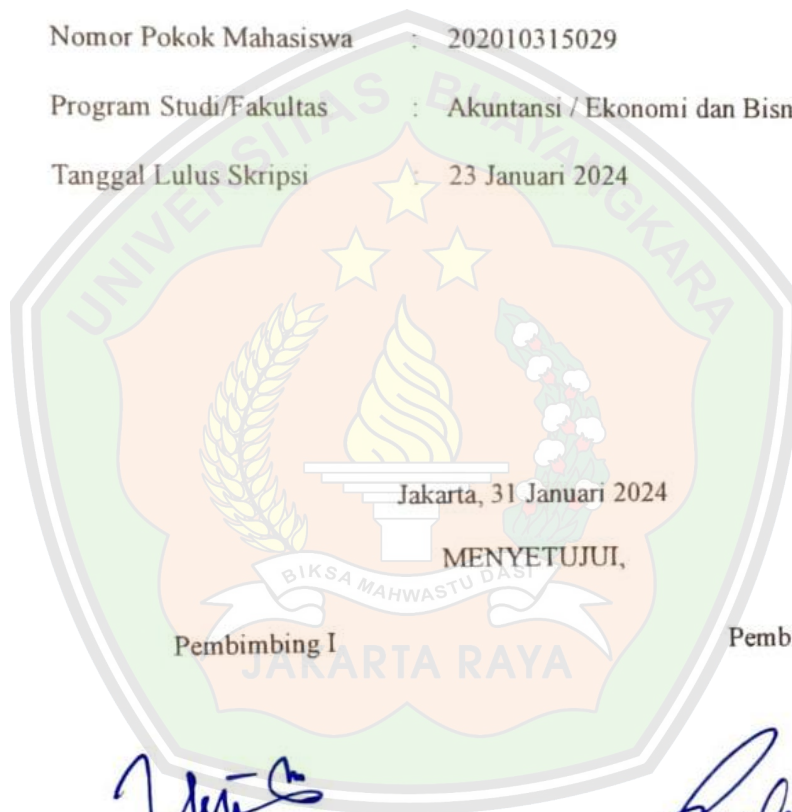 Nomor Pokok Mahasiswa : 202010315029
Program Studi/Fakultas : Akuntansi / Ekonomi dan Bisn
Tanggal Lulus Skripsi : 23 Januari 2024
UNIVERSITAS BHAYANGKARA
Jakarta, 31 Januari 2024
MENYETUJUI,
BIKSA MAHWASTU DASI
Pembimbing I Pemb
JAKARTA RAYA